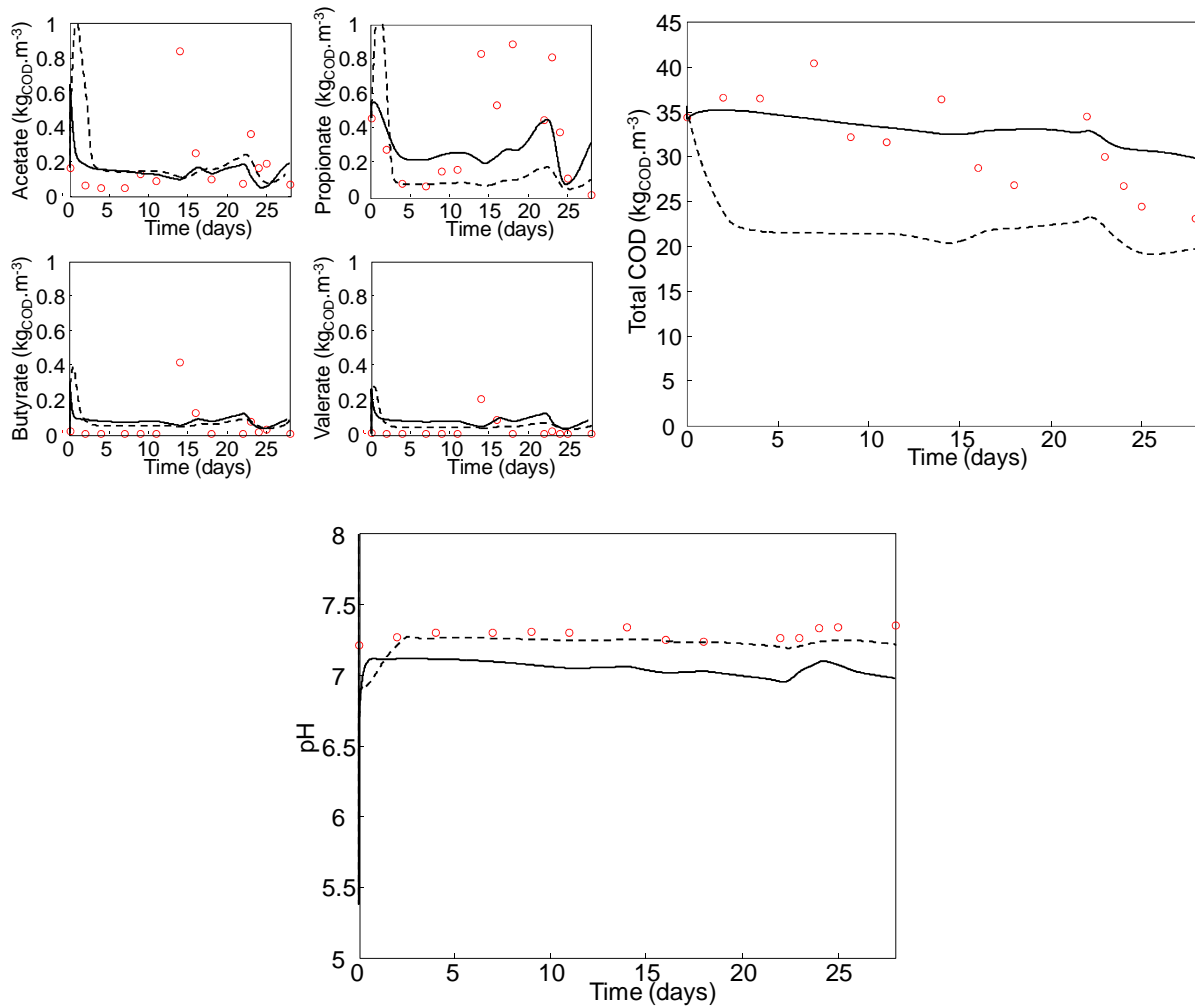 Acetate (kgCOD.m-3)
1
0.8
0.6
0.4
0.2
0
0 5 10 15 20 25
Time (days)
Propionate (kgCOD.m-3)
1
0.8
0.6
0.4
0.2
0
0 5 10 15 20 25
Time (days)
Butyrate (kgCOD.m-3)
1
0.8
0.6
0.4
0.2
0
0 5 10 15 20 25
Time (days)
Valerate (kgCOD.m-3)
1
0.8
0.6
0.4
0.2
0
0 5 10 15 20 25
Time (days)
Total COD (kgCOD.m-3)
45
40
35
30
25
20
15
10
5
0
0 5 10 15 20 25
Time (days)
pH
8
7.5
7
6.5
6
5.5
5
0 5 10 15 20 25
Time (days)